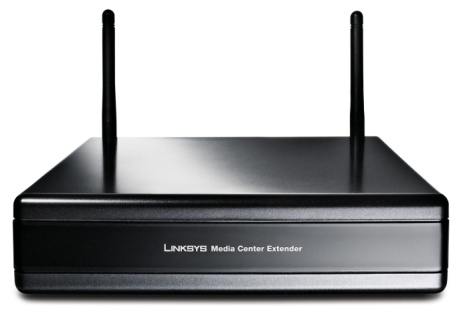 LINKSYS Media Center Extender